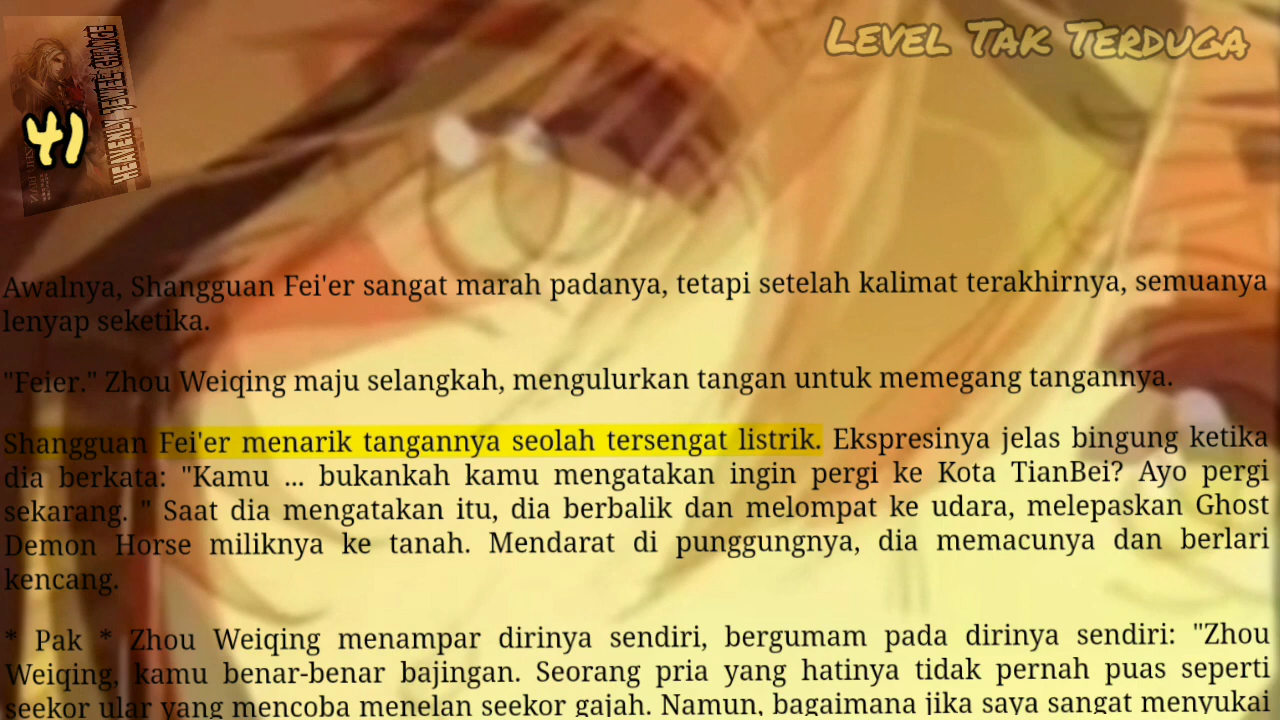 Level Tak Terduga
HEAVENLY JEWEL CHANGE
41
Awalnya, Shangguan Fei'er sangat marah padanya, tetapi setelah kalimat terakhirnya, semuanya
lenyap seketika.
"Feier." Zhou Weiqing maju selangkah, mengulurkan tangan untuk memegang tangannya.
Shangguan Fei'er menarik tangannya seolah tersengat listrik. Ekspresinya jelas bingung ketika
dia berkata: "Kamu ... bukankah kamu mengatakan ingin pergi ke Kota TianBei? Ayo pergi
sekarang. " Saat dia mengatakan itu, dia berbalik dan melompat ke udara, melepaskan Ghost
Demon Horse miliknya ke tanah. Mendarat di punggungnya, dia memacunya dan berlari
kencang.
* Pak * Zhou Weiqing menampar dirinya sendiri, bergumam pada dirinya sendiri: "Zhou
Weiqing, kamu benar-benar bajingan. Seorang pria yang hatinya tidak pernah puas seperti
seekor ular yang mencoba menelan seekor gajah. Namun, bagaimana jika saya sangat menyukai